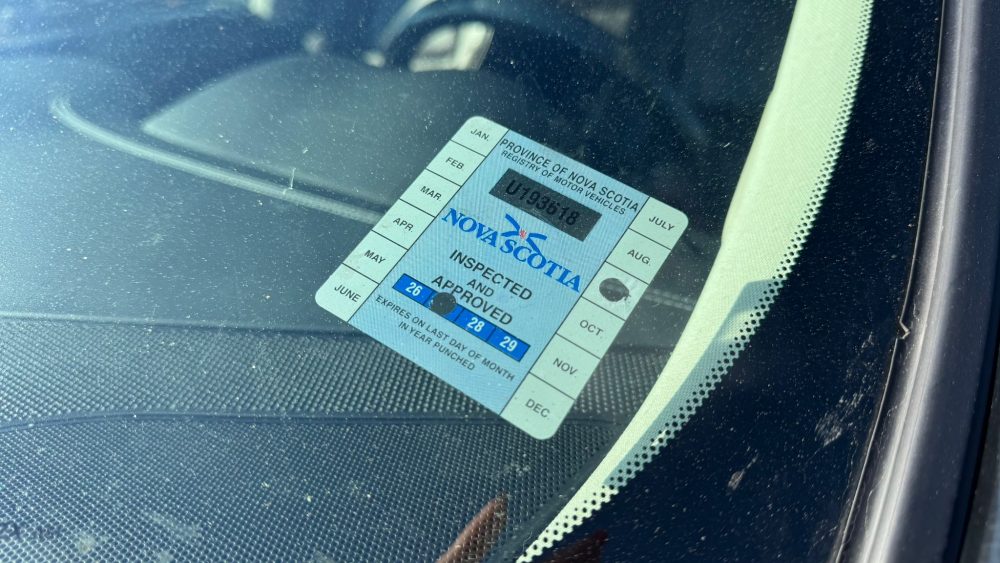 PROVINCE OF NOVA SCOTIA
REGISTRY OF MOTOR VEHICLES
U193618
NOVA SCOTIA
INSPECTED
AND
APPROVED
26 28 29
EXPIRES ON LAST DAY OF MONTH
IN YEAR PUNCHED
JAN.
FEB.
MAR.
APR
MAY
JUNE
JULY
AUG.
OCT.
NOV.
DEC.